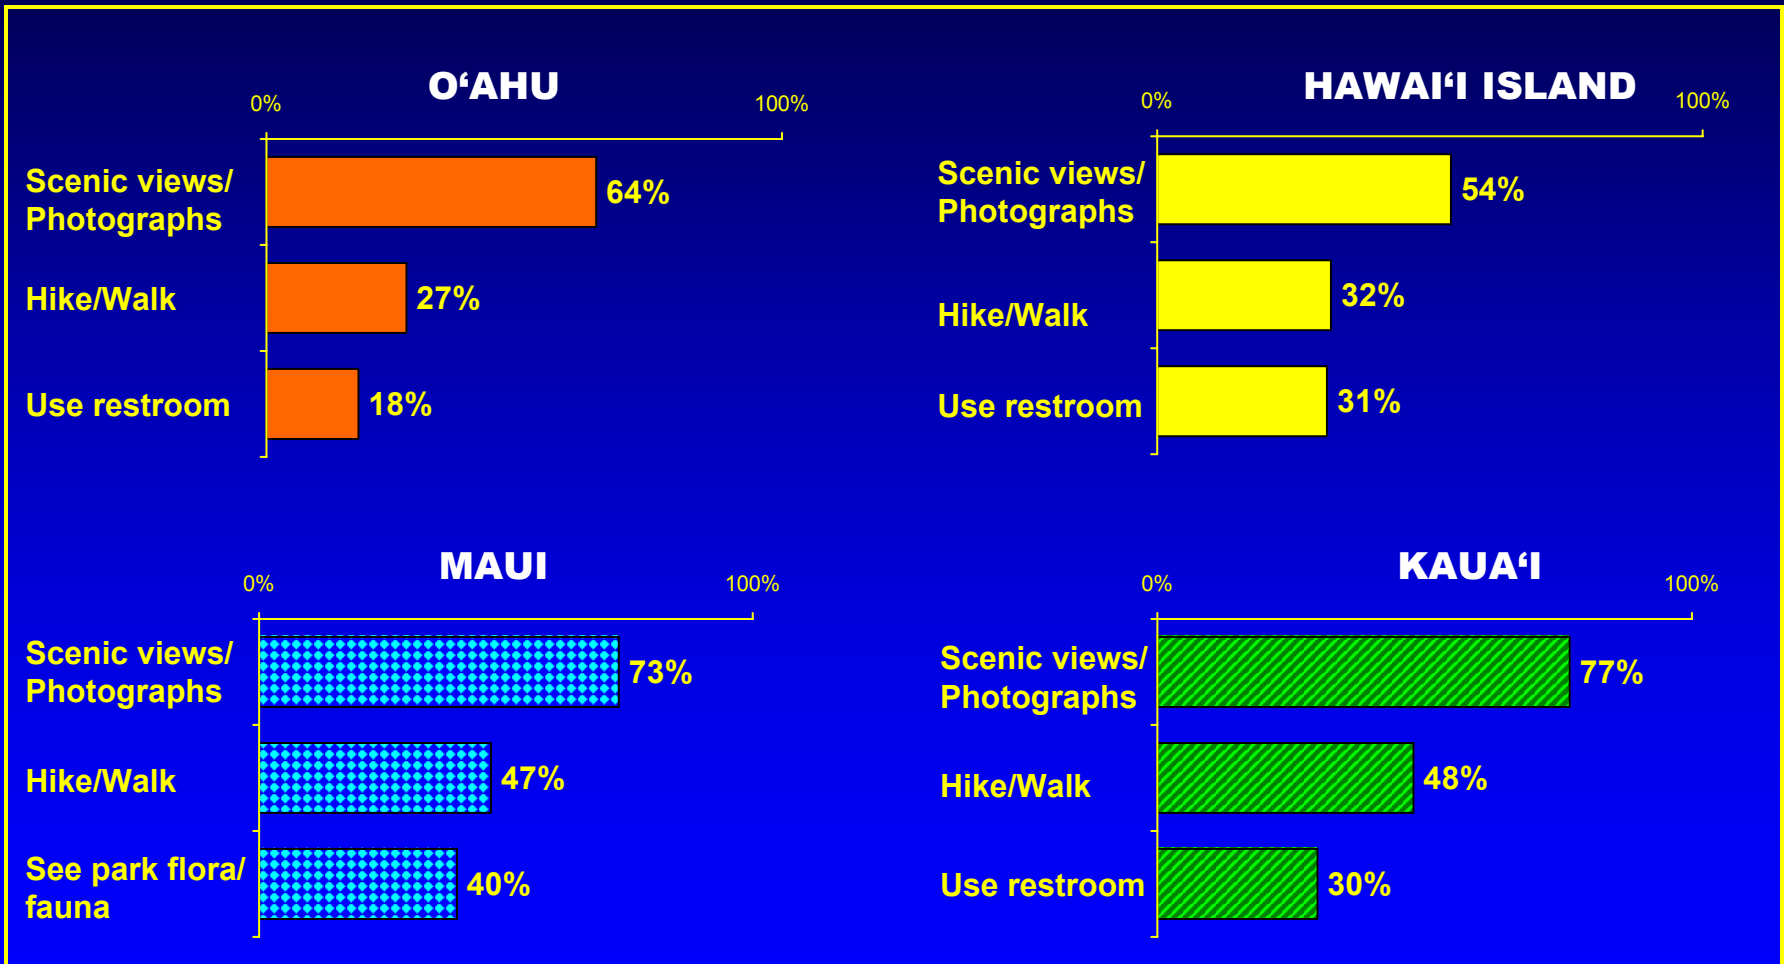 O‘AHU
0%
100%
Scenic views/
Photographs
64%
Hike/Walk
27%
Use restroom
18%
HAWAI‘I ISLAND
0%
100%
Scenic views/
Photographs
54%
Hike/Walk
32%
Use restroom
31%
MAUI
0%
100%
Scenic views/
Photographs
73%
Hike/Walk
47%
See park flora/
fauna
40%
KAUA‘I
0%
100%
Scenic views/
Photographs
77%
Hike/Walk
48%
Use restroom
30%